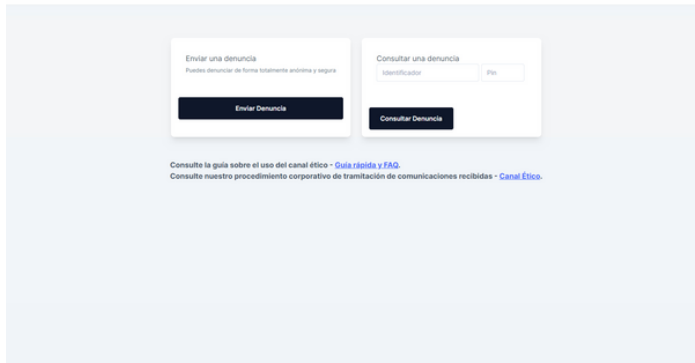 Enviar una denuncia
Puedes denunciar de forma totalmente anónima y segura
Enviar Denuncia
Consultar una denuncia
Identificador
Pin
Consultar Denuncia
Consulte la guía sobre el uso del canal ético - Guía rápida y FAQ.
Consulte nuestro procedimiento corporativo de tramitación de comunicaciones recibidas - Canal Ético.